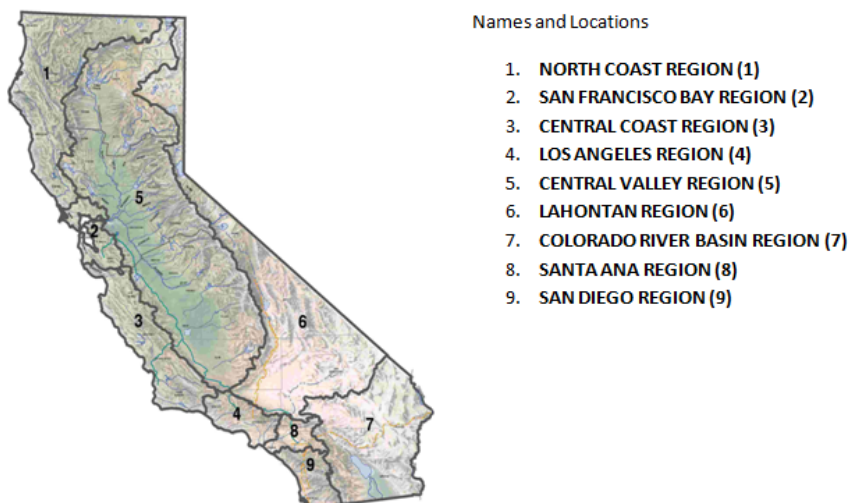 Names and Locations
1. NORTH COAST REGION (1)
2. SAN FRANCISCO BAY REGION (2)
3. CENTRAL COAST REGION (3)
4. LOS ANGELES REGION (4)
5. CENTRAL VALLEY REGION (5)
6. LAHONTAN REGION (6)
7. COLORADO RIVER BASIN REGION (7)
8. SANTA ANA REGION (8)
9. SAN DIEGO REGION (9)
1
5
2
3
6
4
7
8
9